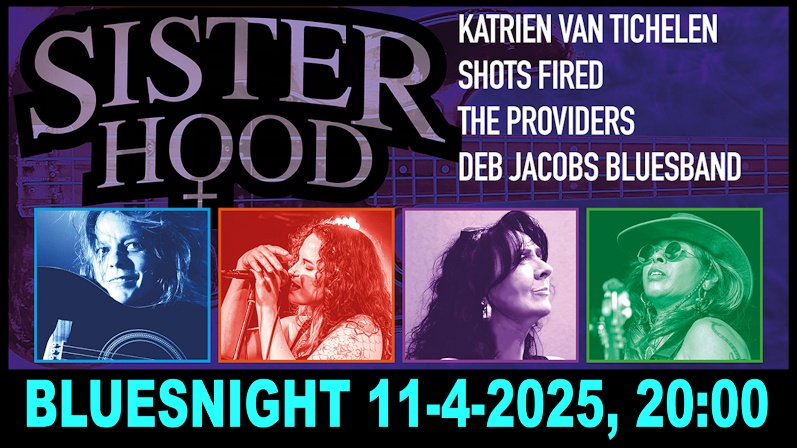 SISTER
HOOD
KATRIEN VAN TICHELEN
SHOTS FIRED
THE PROVIDERS
DEB JACOBS BLUESBAND
BLUESNIGHT 11-4-2025, 20:00